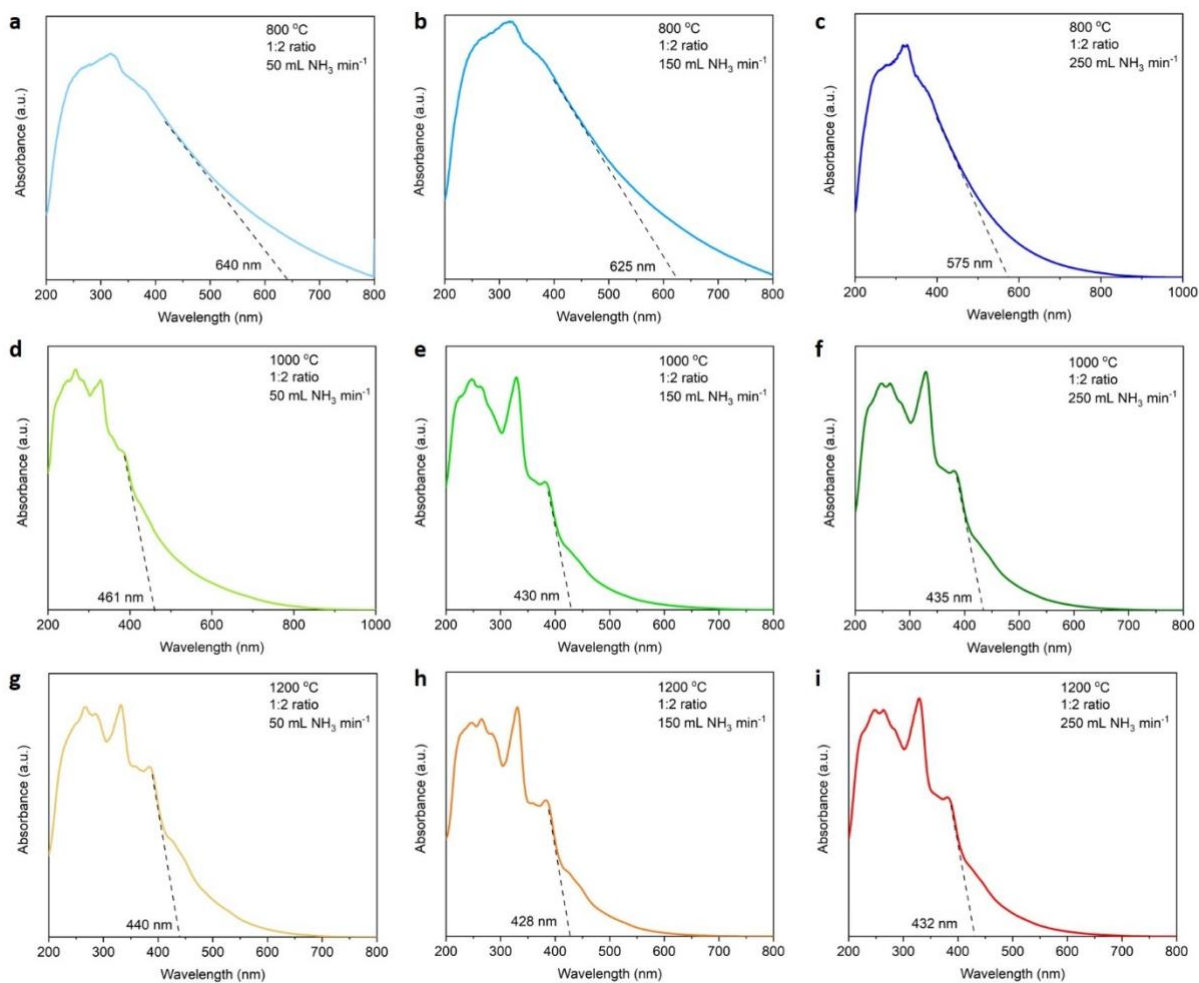 a
800 °C
1:2 ratio
50 mL NH₃ min⁻¹
Absorbance (a.u.)
640 nm
200 300 400 500 600 700 800
Wavelength (nm)
b
800 °C
1:2 ratio
150 mL NH₃ min⁻¹
Absorbance (a.u.)
625 nm
200 300 400 500 600 700 800
Wavelength (nm)
c
800 °C
1:2 ratio
250 mL NH₃ min⁻¹
Absorbance (a.u.)
575 nm
200 400 600 800 1000
Wavelength (nm)
d
1000 °C
1:2 ratio
50 mL NH₃ min⁻¹
Absorbance (a.u.)
461 nm
200 400 600 800 1000
Wavelength (nm)
e
1000 °C
1:2 ratio
150 mL NH₃ min⁻¹
Absorbance (a.u.)
430 nm
200 300 400 500 600 700 800
Wavelength (nm)
f
1000 °C
1:2 ratio
250 mL NH₃ min⁻¹
Absorbance (a.u.)
435 nm
200 300 400 500 600 700 800
Wavelength (nm)
g
1200 °C
1:2 ratio
50 mL NH₃ min⁻¹
Absorbance (a.u.)
440 nm
200 300 400 500 600 700 800
Wavelength (nm)
h
1200 °C
1:2 ratio
150 mL NH₃ min⁻¹
Absorbance (a.u.)
428 nm
200 300 400 500 600 700 800
Wavelength (nm)
i
1200 °C
1:2 ratio
250 mL NH₃ min⁻¹
Absorbance (a.u.)
432 nm
200 300 400 500 600 700 800
Wavelength (nm)